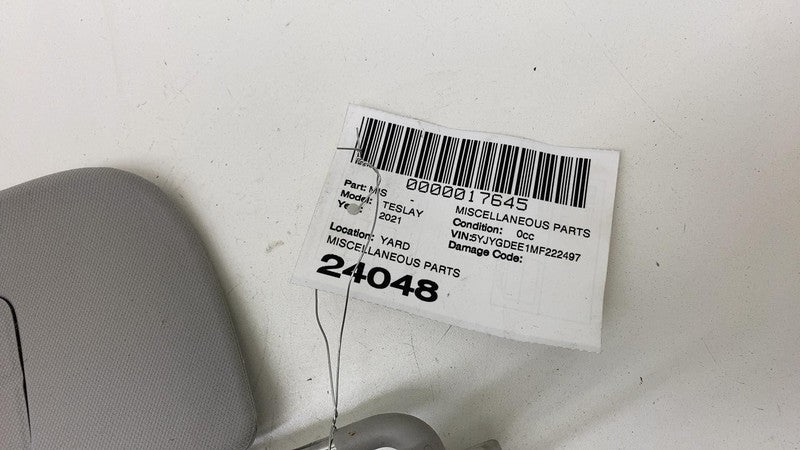 0000017645
Part: MIS - MISCELLANEOUS PARTS
Model: TESLAY Condition: 0cc
Year: 2021 VIN:5YJYGDEE1MF222497
Damage Code:
Location: YARD
MISCELLANEOUS PARTS
24048